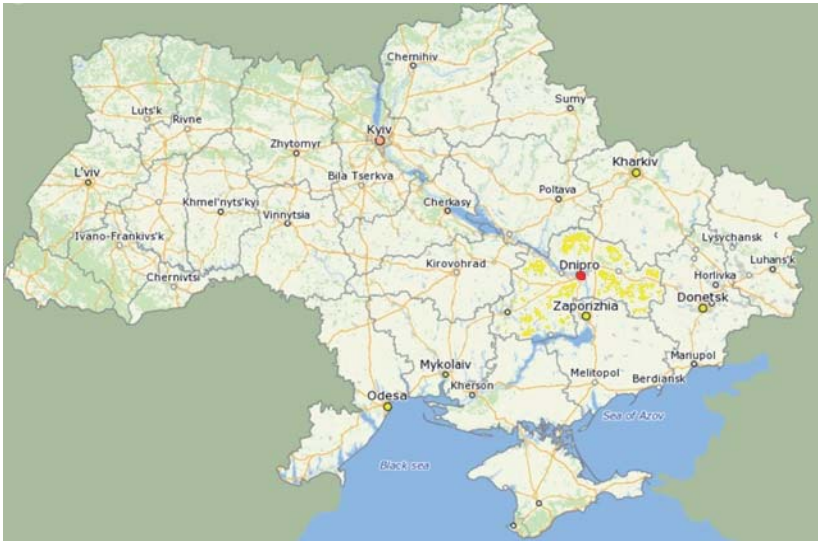 Chernihiv
Luts'k
Rivne
Sumy
Kyiv
Zhytomyr
L'viv
Kharkiv
Bila Tserkva
Khmel'nyts'kyi
Poltava
Cherkasy
Vinnytsia
Ivano-Frankivs'k
Lysychansk
Kirovohrad
Dnipro
Luhans'k
Chernivtsi
Horlivka
Zaporizhia
Donetsk
Mykolaiv
Mariupol
Melitopol
Berdiansk
Kherson
Odesa
Sea of Azov
Black sea